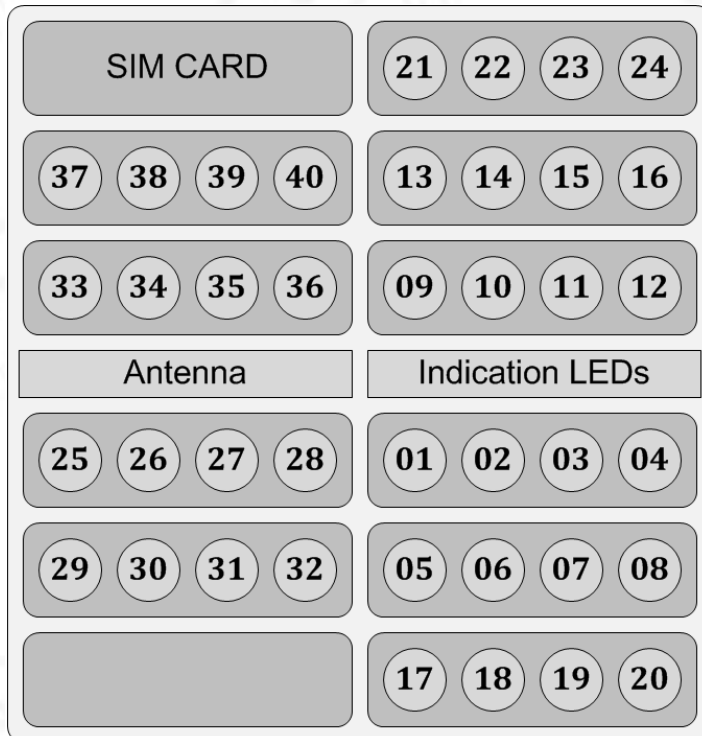 SIM CARD 21 22 23 24
37 38 39 40 13 14 15 16
33 34 35 36 09 10 11 12
Antenna Indication LEDs
25 26 27 28 01 02 03 04
29 30 31 32 05 06 07 08
17 18 19 20